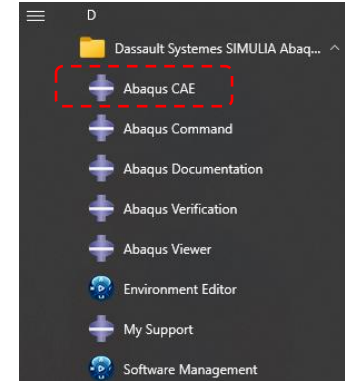 D
Dassault Systemes SIMULIA Abaq...
Abaqus CAE
Abaqus Command
Abaqus Documentation
Abaqus Verification
Abaqus Viewer
Environment Editor
My Support
Software Management